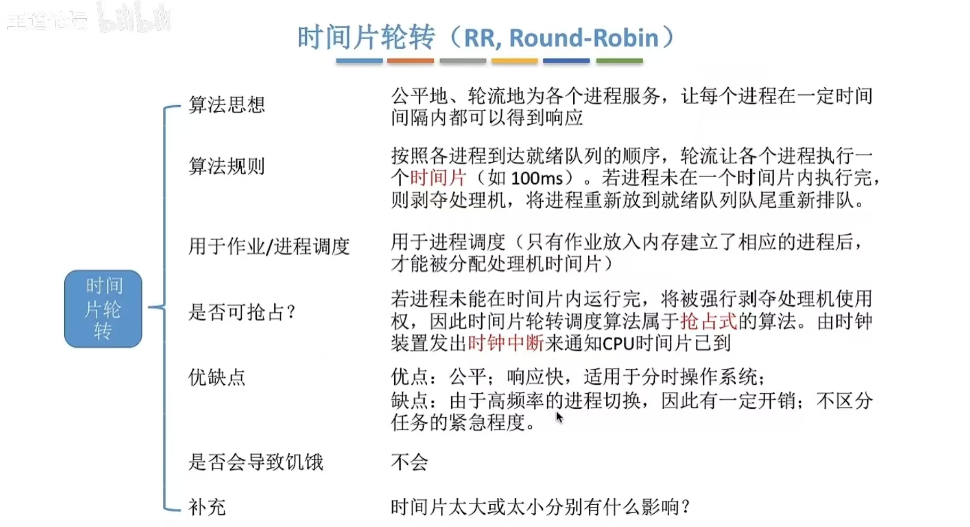 时间片轮转（RR, Round-Robin）
算法思想
公平地、轮流地为各个进程服务，让每个进程在一定时间
间隔内都可以得到响应
算法规则
按照各进程到达就绪队列的顺序，轮流让各个进程执行一
个时间片（如 100ms）。若进程未在一个时间片内执行完，
则剥夺处理机，将进程重新放到就绪队列队尾重新排队。
用于作业/进程调度
用于进程调度（只有作业放入内存建立了相应的进程后，
才能被分配处理机时间片）
时间
片轮
转
是否可抢占？
若进程未能在时间片内运行完，将被强行剥夺处理机使用
权，因此时间片轮转调度算法属于抢占式的算法。由时钟
装置发出时钟中断来通知CPU时间片已到
优缺点
优点：公平；响应快，适用于分时操作系统；
缺点：由于高频率的进程切换，因此有一定开销；不区分
任务的紧急程度。
是否会导致饥饿
不会
补充
时间片太大或太小分别有什么影响？